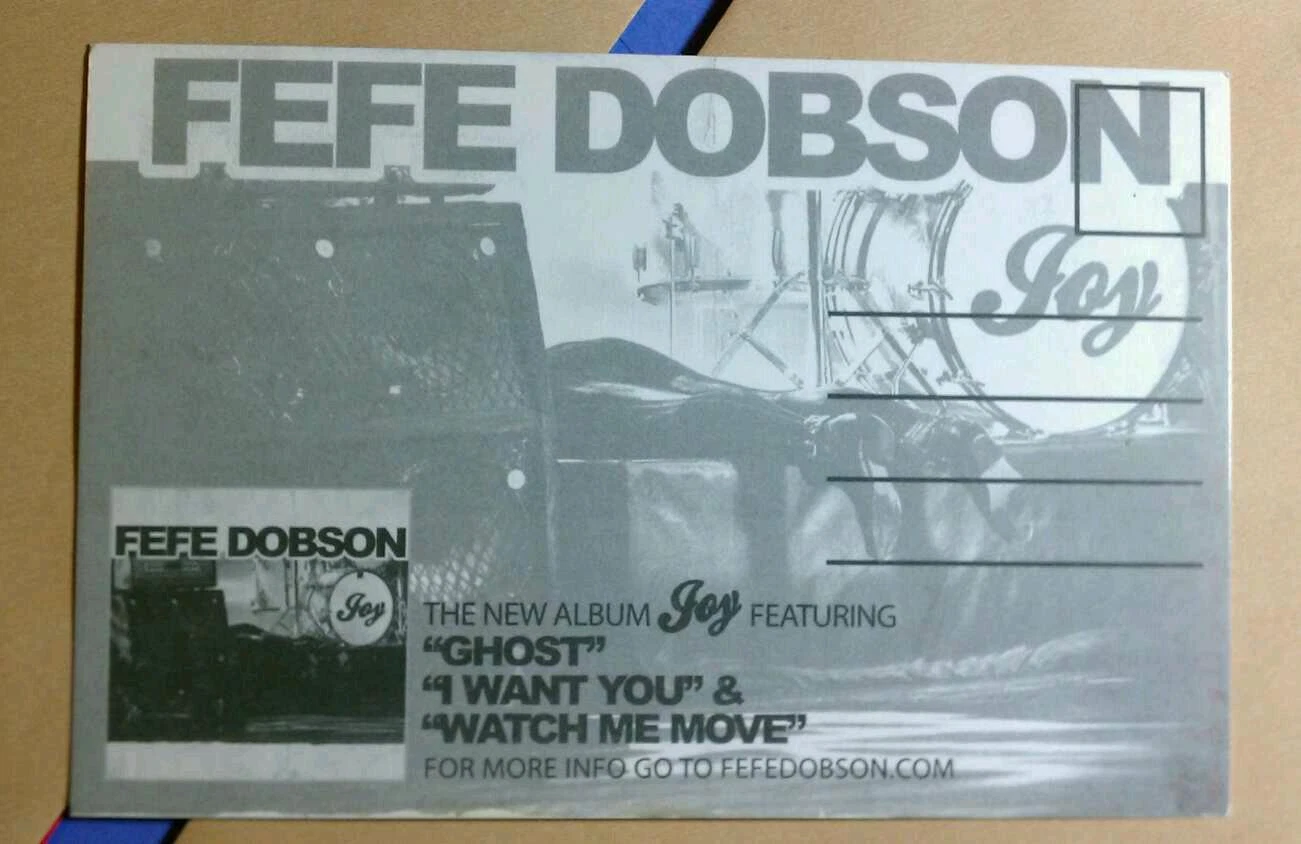 FEFE DOBSON
Joy
FEFE DOBSON
Joy
THE NEW ALBUM Joy FEATURING
“GHOST”
“I WANT YOU” &
“WATCH ME MOVE”
FOR MORE INFO GO TO FEFEDOBSON.COM